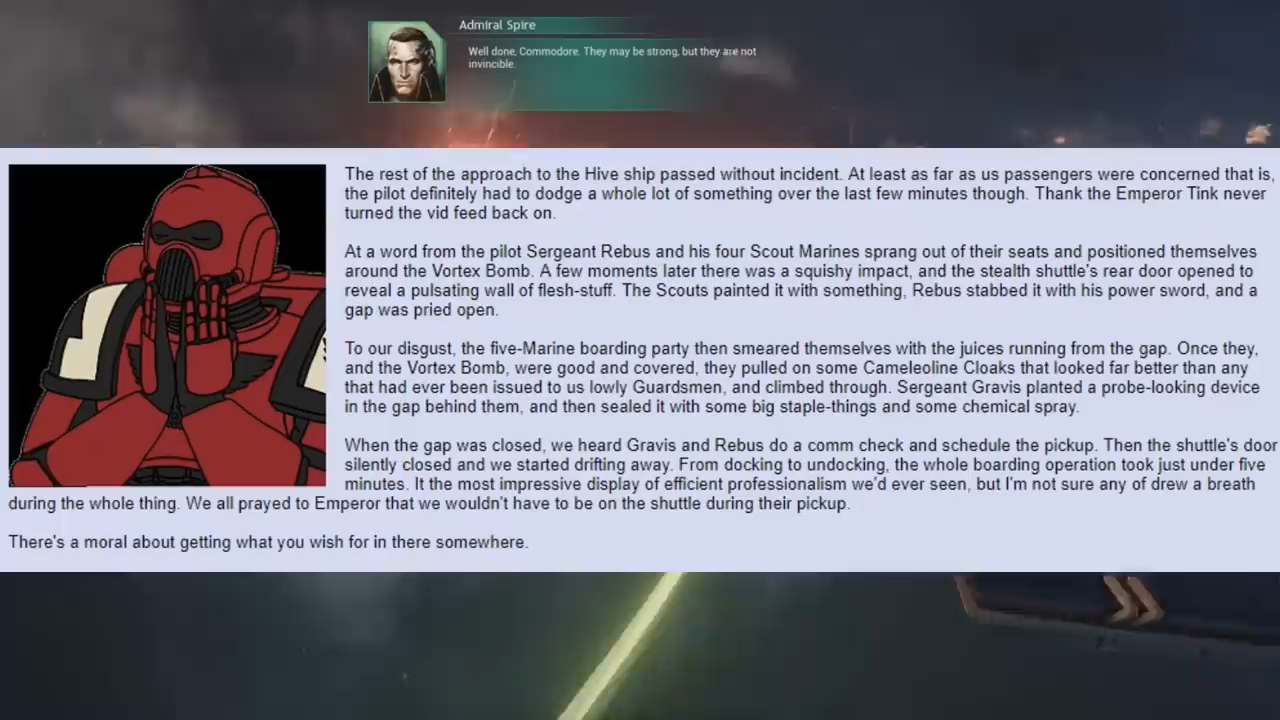 Admiral Spire
Well done, Commodore. They may be strong, but they are not
invincible.
The rest of the approach to the Hive ship passed without incident. At least as far as us passengers were concerned that is,
the pilot definitely had to dodge a whole lot of something over the last few minutes though. Thank the Emperor Tink never
turned the vid feed back on.
At a word from the pilot Sergeant Rebus and his four Scout Marines sprang out of their seats and positioned themselves
around the Vortex Bomb. A few moments later there was a squishy impact, and the stealth shuttle's rear door opened to
reveal a pulsating wall of flesh-stuff. The Scouts painted it with something, Rebus stabbed it with his power sword, and a
gap was pried open.
To our disgust, the five-Marine boarding party then smeared themselves with the juices running from the gap. Once they,
and the Vortex Bomb, were good and covered, they pulled on some Cameleoline Cloaks that looked far better than any
that had ever been issued to us lowly Guardsmen, and climbed through. Sergeant Gravis planted a probe-looking device
in the gap behind them, and then sealed it with some big staple-things and some chemical spray.
When the gap was closed, we heard Gravis and Rebus do a comm check and schedule the pickup. Then the shuttle's door
silently closed and we started drifting away. From docking to undocking, the whole boarding operation took just under five
minutes. It the most impressive display of efficient professionalism we'd ever seen, but I'm not sure any of drew a breath
during the whole thing. We all prayed to Emperor that we wouldn't have to be on the shuttle during their pickup.
There's a moral about getting what you wish for in there somewhere.